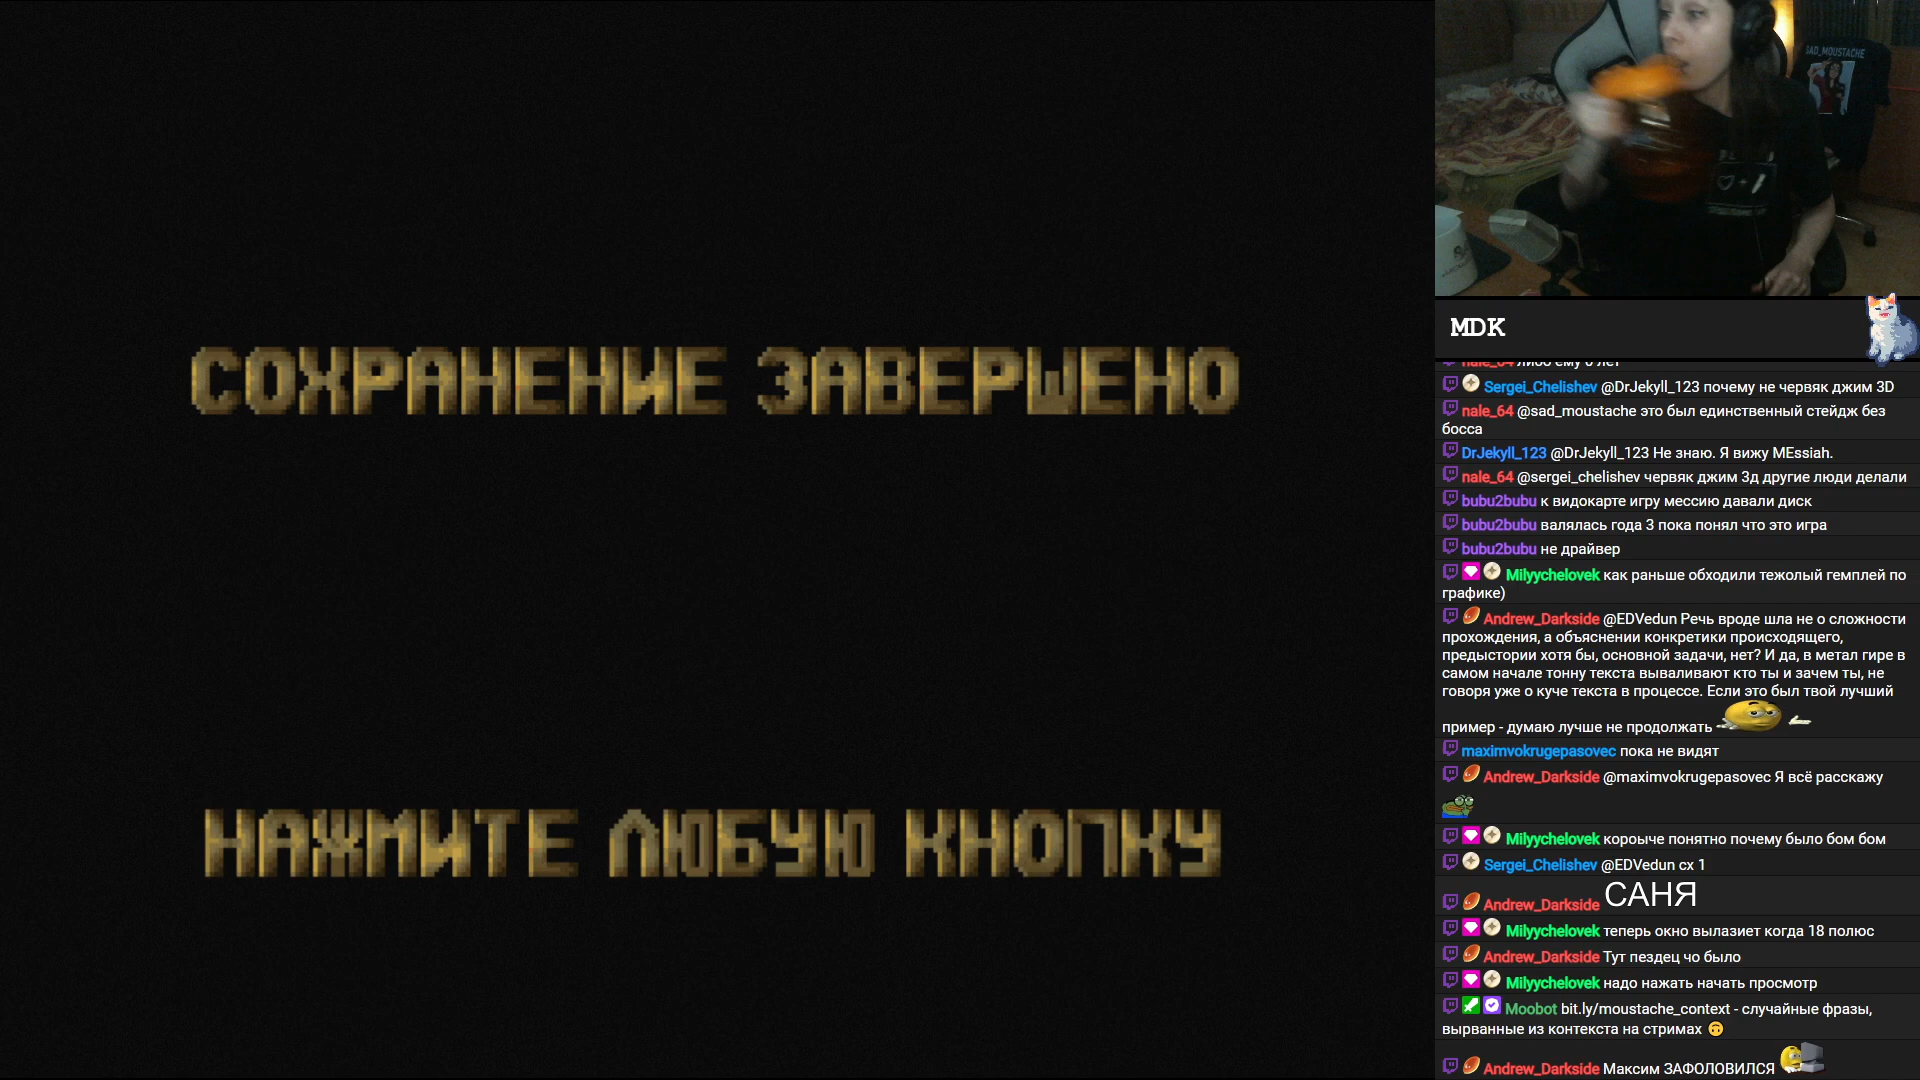 СОХРАНЕНИЕ ЗАВЕРШЕНО
НАЖМИТЕ ЛЮБУЮ КНОПКУ
SAD_MOUSTACHE
MDK
nale_64 либо ему 6 лет
Sergei_Chelishev @DrJekyll_123 почему не червяк джим 3D
nale_64 @sad_moustache это был единственный стейдж без
босса
DrJekyll_123 @DrJekyll_123 Не знаю. Я вижу MEssiah.
nale_64 @sergei_chelishev червяк джим 3д другие люди делали
bubu2bubu к видокарте игру мессию давали диск
bubu2bubu валялась года 3 пока понял что это игра
bubu2bubu не драйвер
Milyychelovek как раньше обходили тежолый гемплей по
графике)
Andrew_Darkside @EDVedun Речь вроде шла не о сложности
прохождения, а объяснении конкретики происходящего,
предыстории хотя бы, основной задачи, нет? И да, в метал гире в
самом начале тонну текста вываливают кто ты и зачем ты, не
говоря уже о куче текста в процессе. Если это был твой лучший
пример - думаю лучше не продолжать
maximvokrugepasovec пока не видят
Andrew_Darkside @maximvokrugepasovec Я всё расскажу
Milyychelovek короыче понятно почему было бом бом
Sergei_Chelishev @EDVedun сх 1
Andrew_Darkside САНЯ
Milyychelovek теперь окно вылазиет когда 18 полюс
Andrew_Darkside Тут пездец чо было
Milyychelovek надо нажать начать просмотр
Moobot bit.ly/moustache_context - случайные фразы,
вырванные из контекста на стримах 🙃
Andrew_Darkside Максим ЗАФОЛОВИЛСЯ